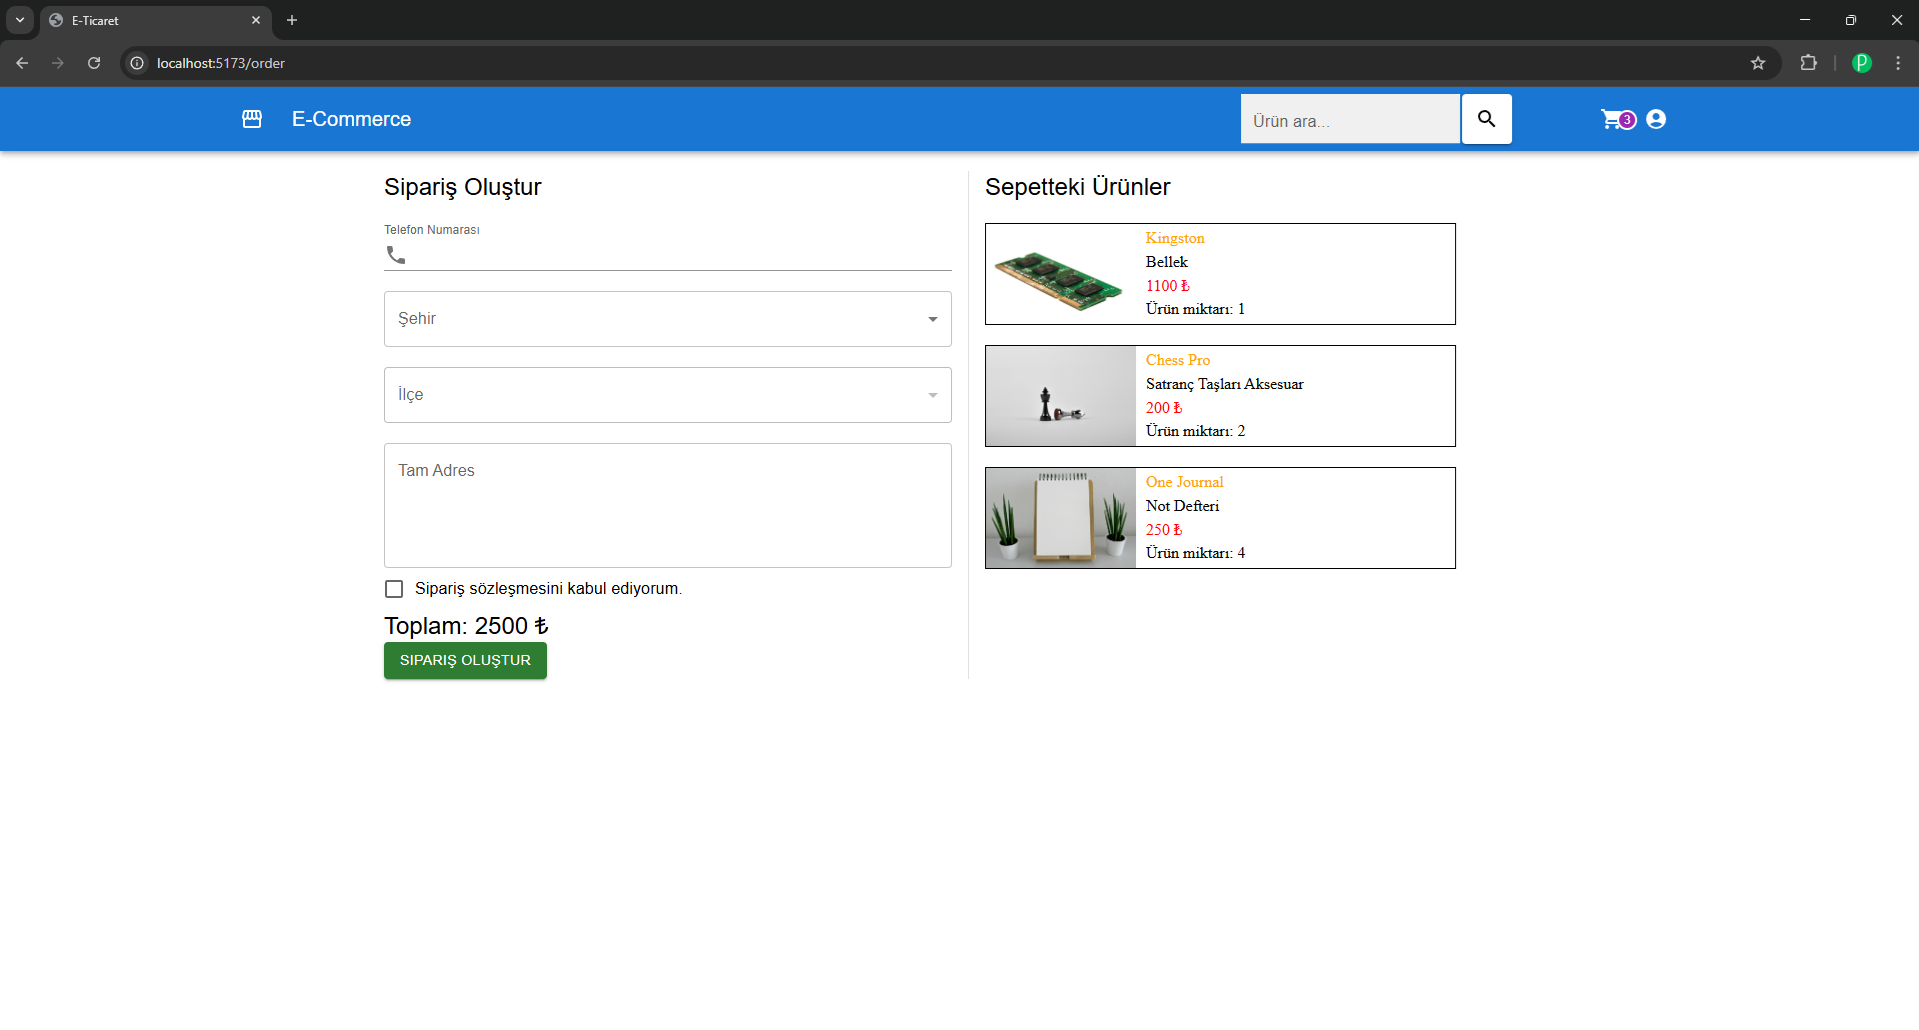 E-Ticaret
localhost:5173/order
E-Commerce
Ürün ara...
3
Sipariş Oluştur
Telefon Numarası
Şehir
İlçe
Tam Adres
Sipariş sözleşmesini kabul ediyorum.
Toplam: 2500 ₺
SIPARIŞ OLUŞTUR
Sepetteki Ürünler
Kingston
Bellek
1100 ₺
Ürün miktarı: 1
Chess Pro
Satranç Taşları Aksesuar
200 ₺
Ürün miktarı: 2
One Journal
Not Defteri
250 ₺
Ürün miktarı: 4